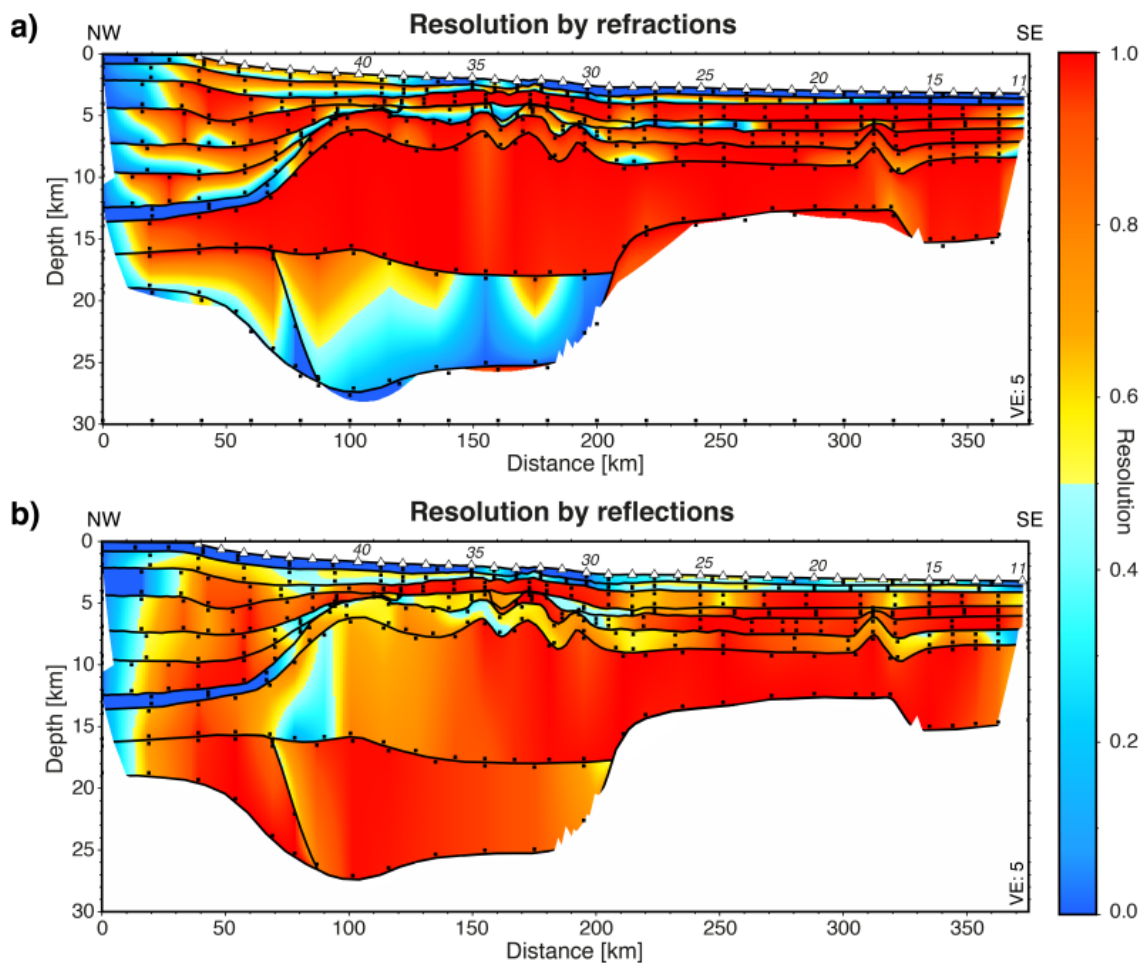 a)
NW
Resolution by refractions
SE
0
5
10
15
20
25
30
Depth [km]
40
35
30
25
20
15
11
VE: 5
0 50 100 150 200 250 300 350
Distance [km]
1.0
0.8
0.6
0.4
0.2
0.0
Resolution
b)
NW
Resolution by reflections
SE
0
5
10
15
20
25
30
Depth [km]
40
35
30
25
20
15
11
VE: 5
0 50 100 150 200 250 300 350
Distance [km]